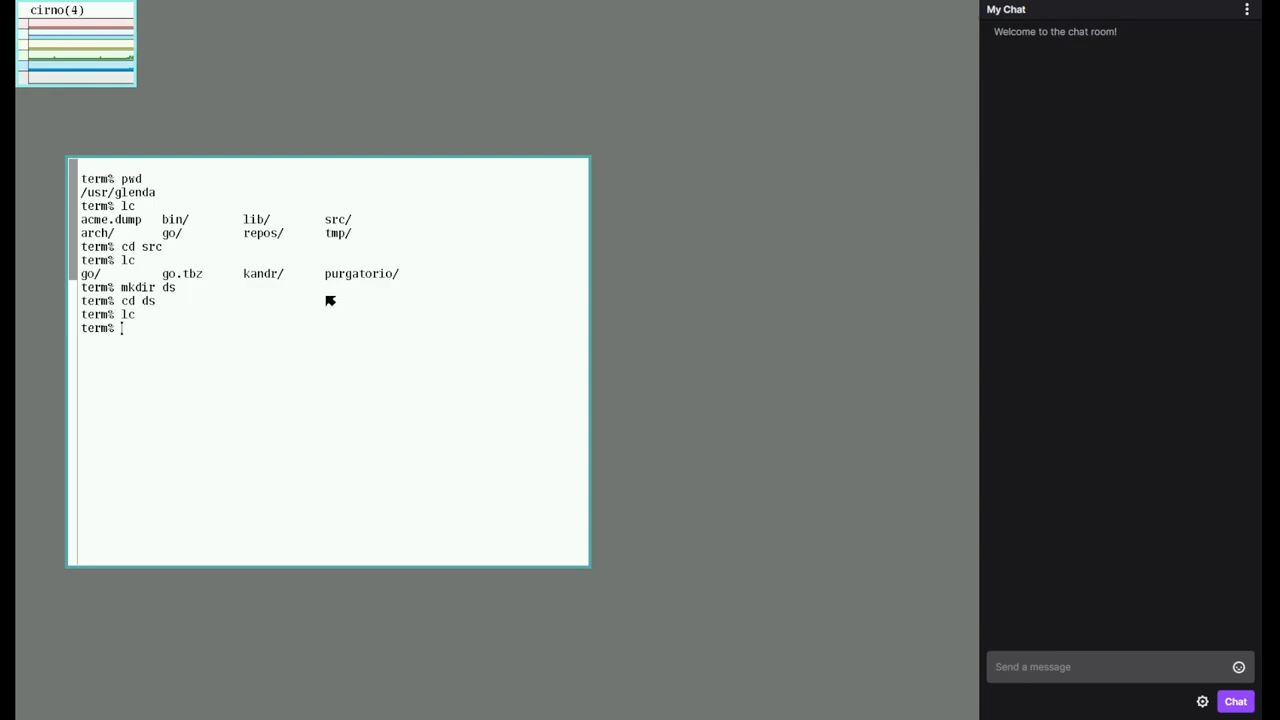 cirno(4)
My Chat
Welcome to the chat room!
term% pwd
/usr/glenda
term% lc
acme.dump bin/ lib/ src/
arch/ go/ repos/ tmp/
term% cd src
term% lc
go/ go.tbz kandr/ purgatorio/
term% mkdir ds
term% cd ds
term% lc
term%
Send a message
Chat